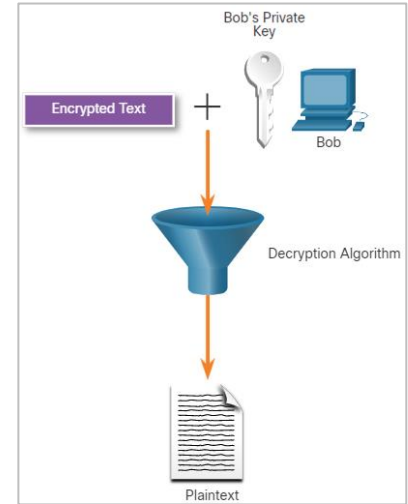 Bob's Private
Key
Encrypted Text
Bob
Decryption Algorithm
Plaintext